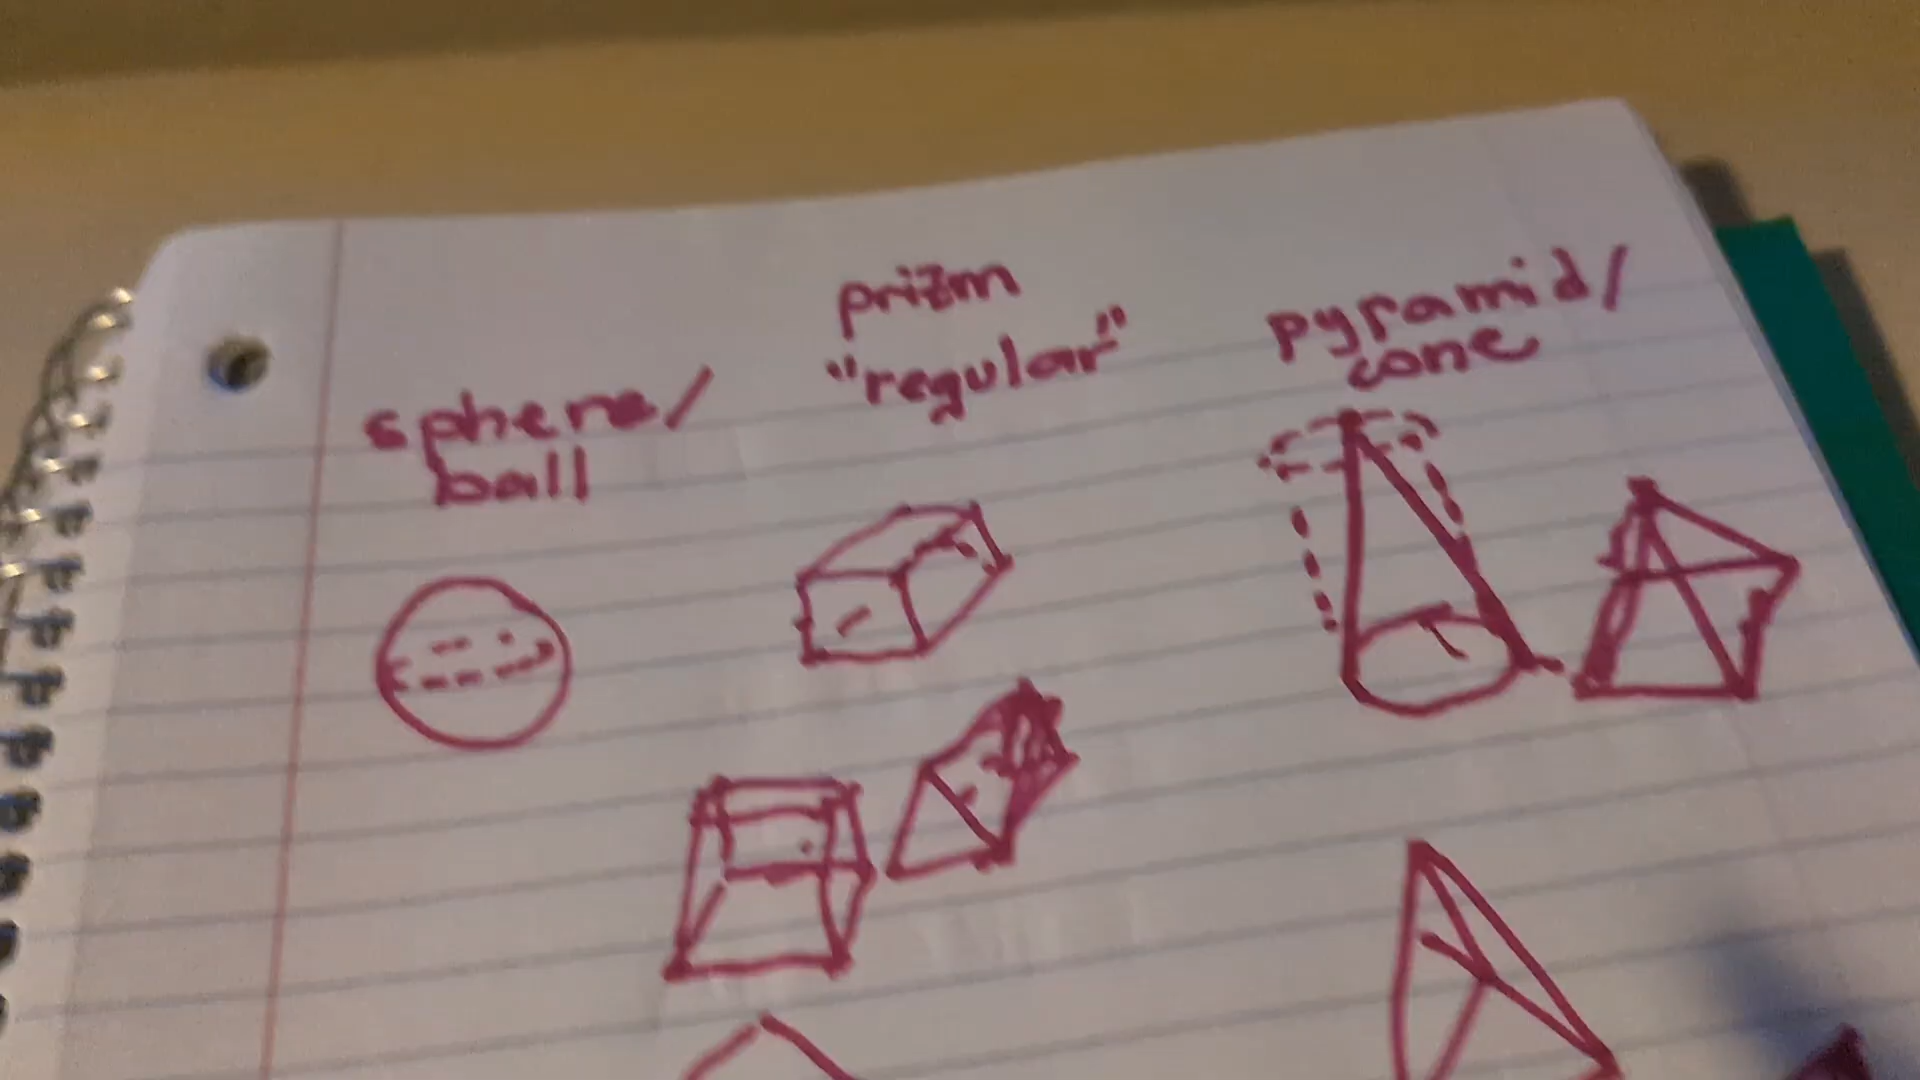 sphere/
ball
prizm
"regular"
pyramid/
cone